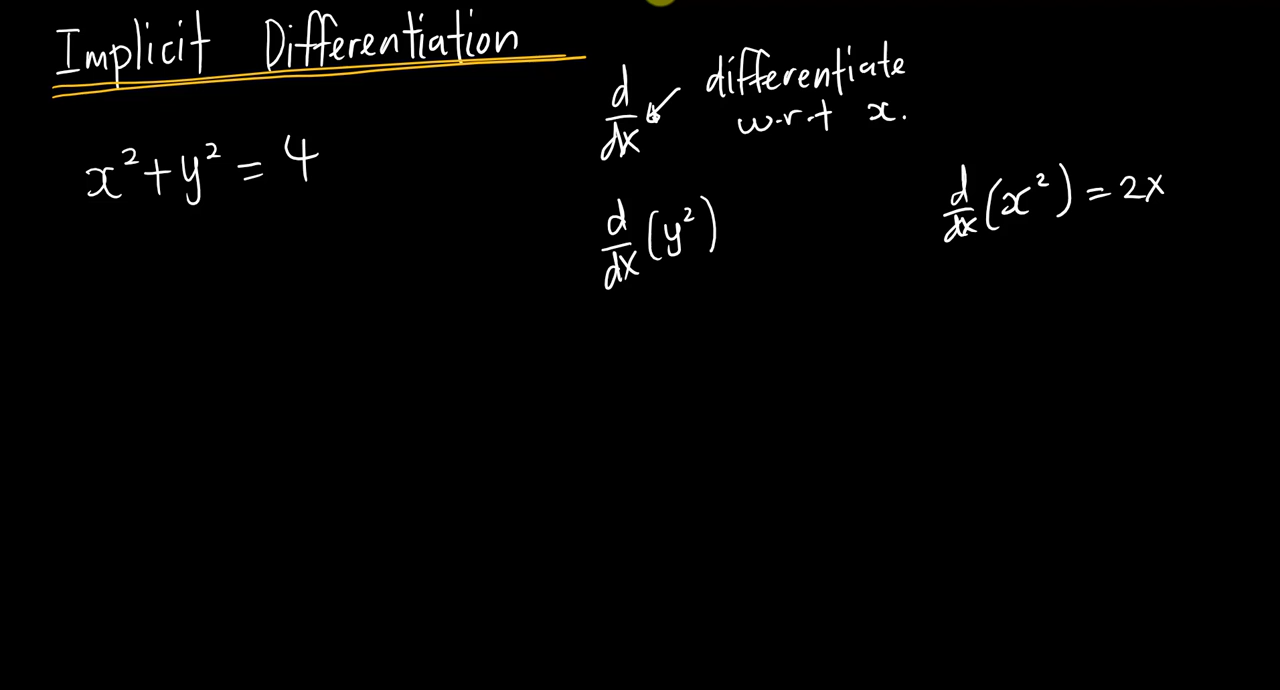 Implicit Differentiation
x² + y² = 4
d/dx differentiate
w.r.t x.
d/dx (y²)
d/dx (x²) = 2x